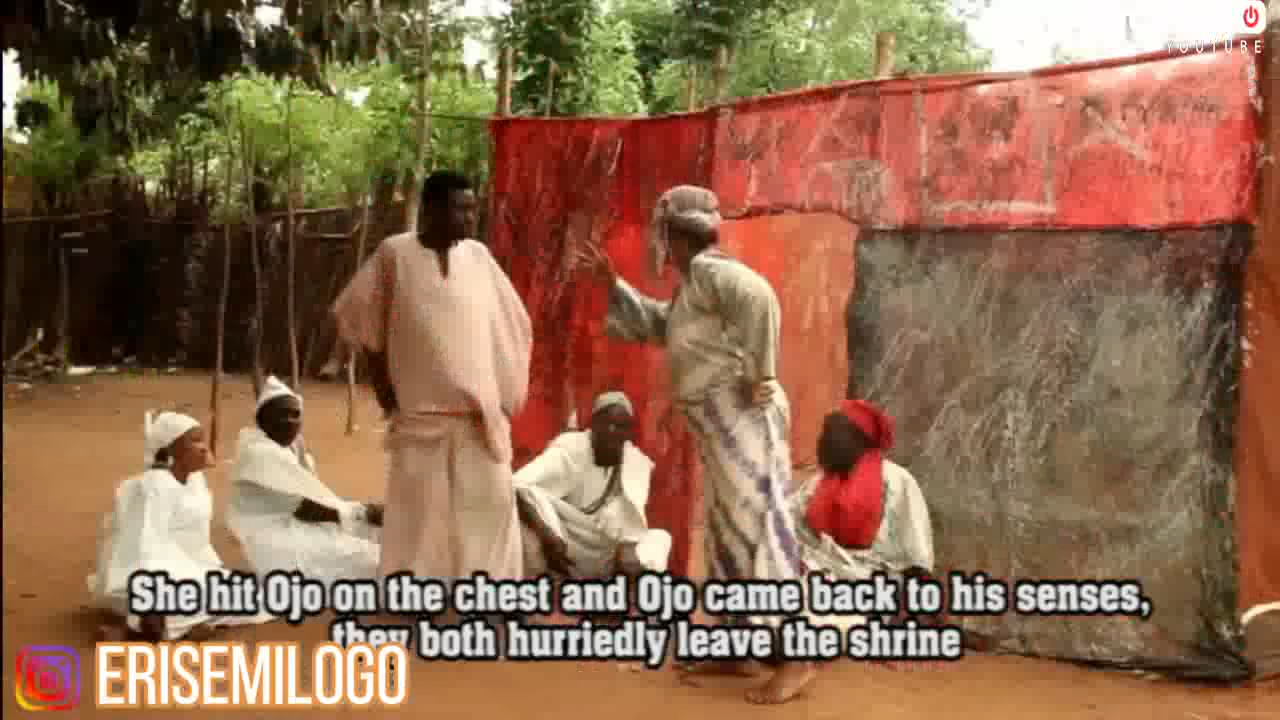 YOUTUBE
She hit Ojo on the chest and Ojo came back to his senses,
they both hurriedly leave the shrine
ERISEMILOGO